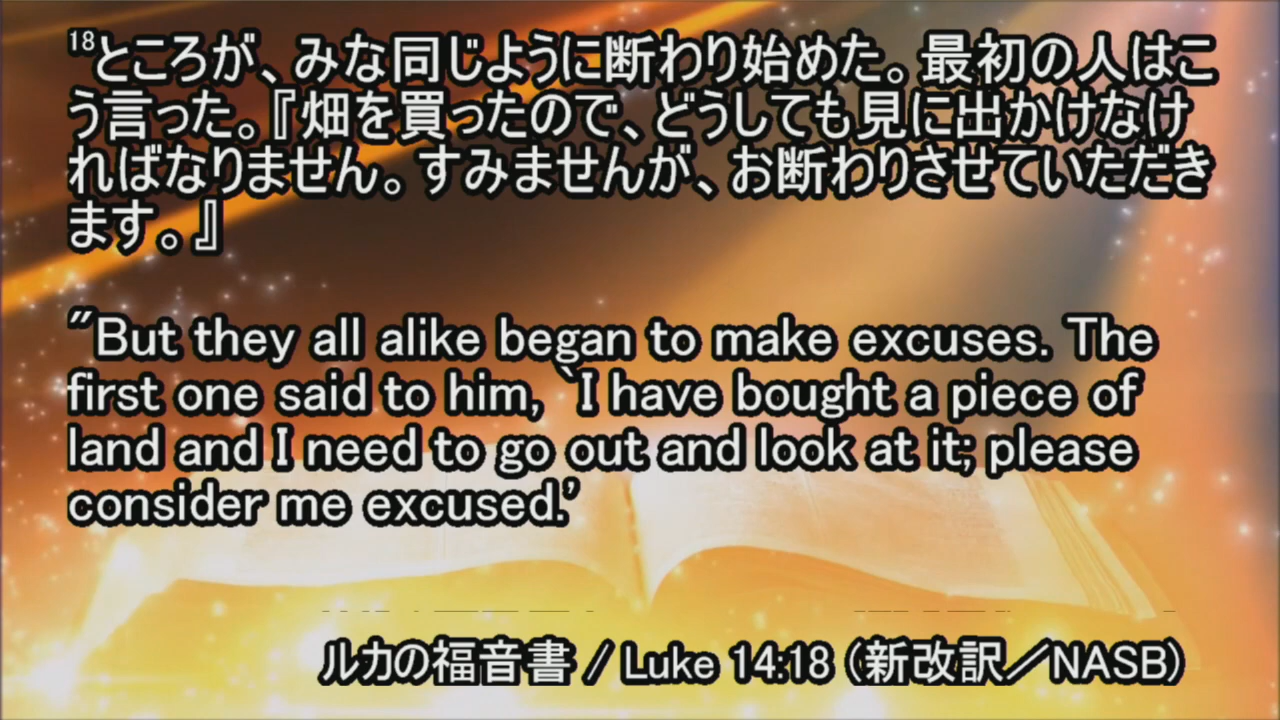 18ところが、みな同じように断わり始めた。最初の人はこ
う言った。『畑を買ったので、どうしても見に出かけなけ
ればなりません。すみませんが、お断わりさせていただき
ます。』
"But they all alike began to make excuses. The
first one said to him, `I have bought a piece of
land and I need to go out and look at it; please
consider me excused.'
ルカの福音書 / Luke 14:18 (新改訳／NASB)